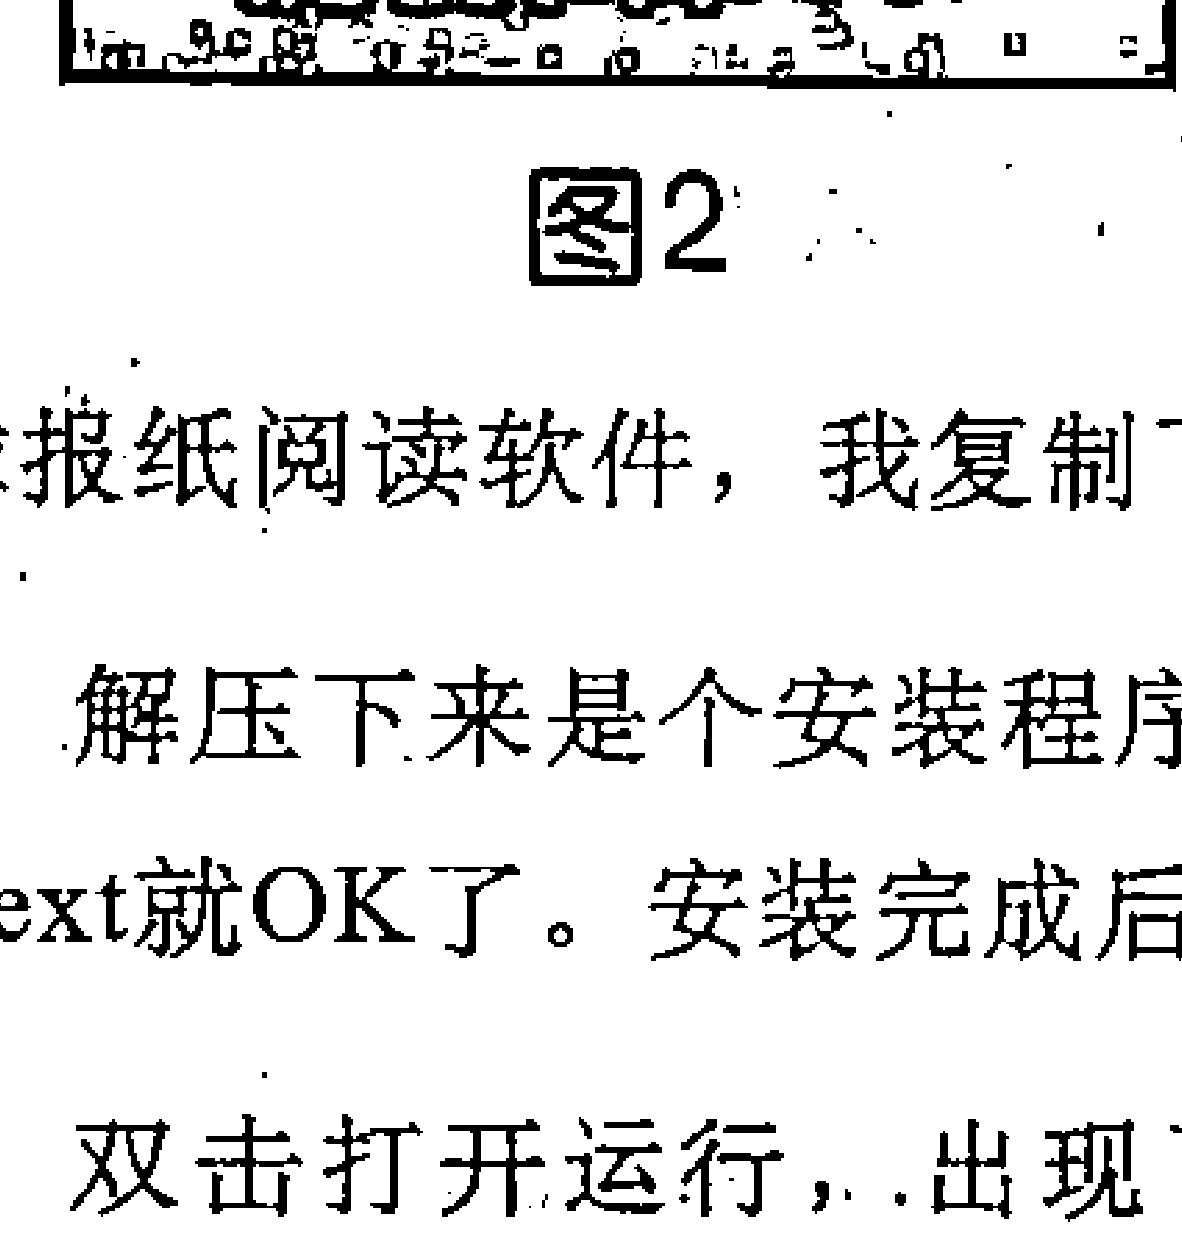 图2
报纸阅读软件，我复制
解压下来是个安装程序
ext就OK了。安装完成后
双击打开运行，出现